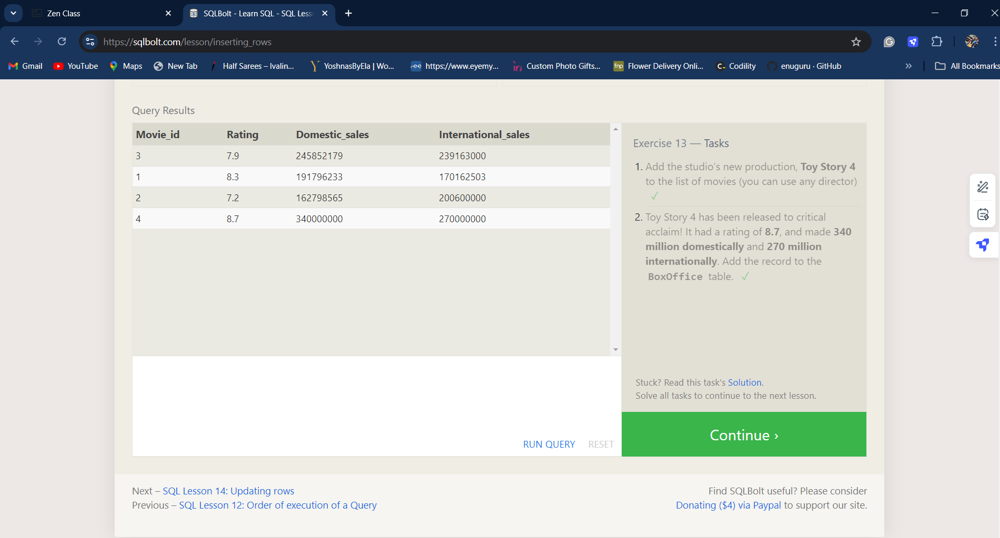 Zen Class
SQLBolt - Learn SQL - SQL Less
https://sqlbolt.com/lesson/inserting_rows
Gmail
YouTube
Maps
New Tab
Half Sarees – Ivalin...
YoshnasByEla | Wo...
https://www.eyemy...
Custom Photo Gifts...
Flower Delivery Onli...
Codility
enuguru · GitHub
»
All Bookmarks
Query Results
Movie_id Rating Domestic_sales International_sales
3 7.9 245852179 239163000
1 8.3 191796233 170162503
2 7.2 162798565 200600000
4 8.7 340000000 270000000
Exercise 13 — Tasks
1. Add the studio's new production, Toy Story 4
to the list of movies (you can use any director)
✓
2. Toy Story 4 has been released to critical
acclaim! It had a rating of 8.7, and made 340
million domestically and 270 million
internationally. Add the record to the
BoxOffice table. ✓
RUN QUERY RESET
Stuck? Read this task's Solution.
Solve all tasks to continue to the next lesson.
Continue ›
Next – SQL Lesson 14: Updating rows
Previous – SQL Lesson 12: Order of execution of a Query
Find SQLBolt useful? Please consider
Donating ($4) via Paypal to support our site.